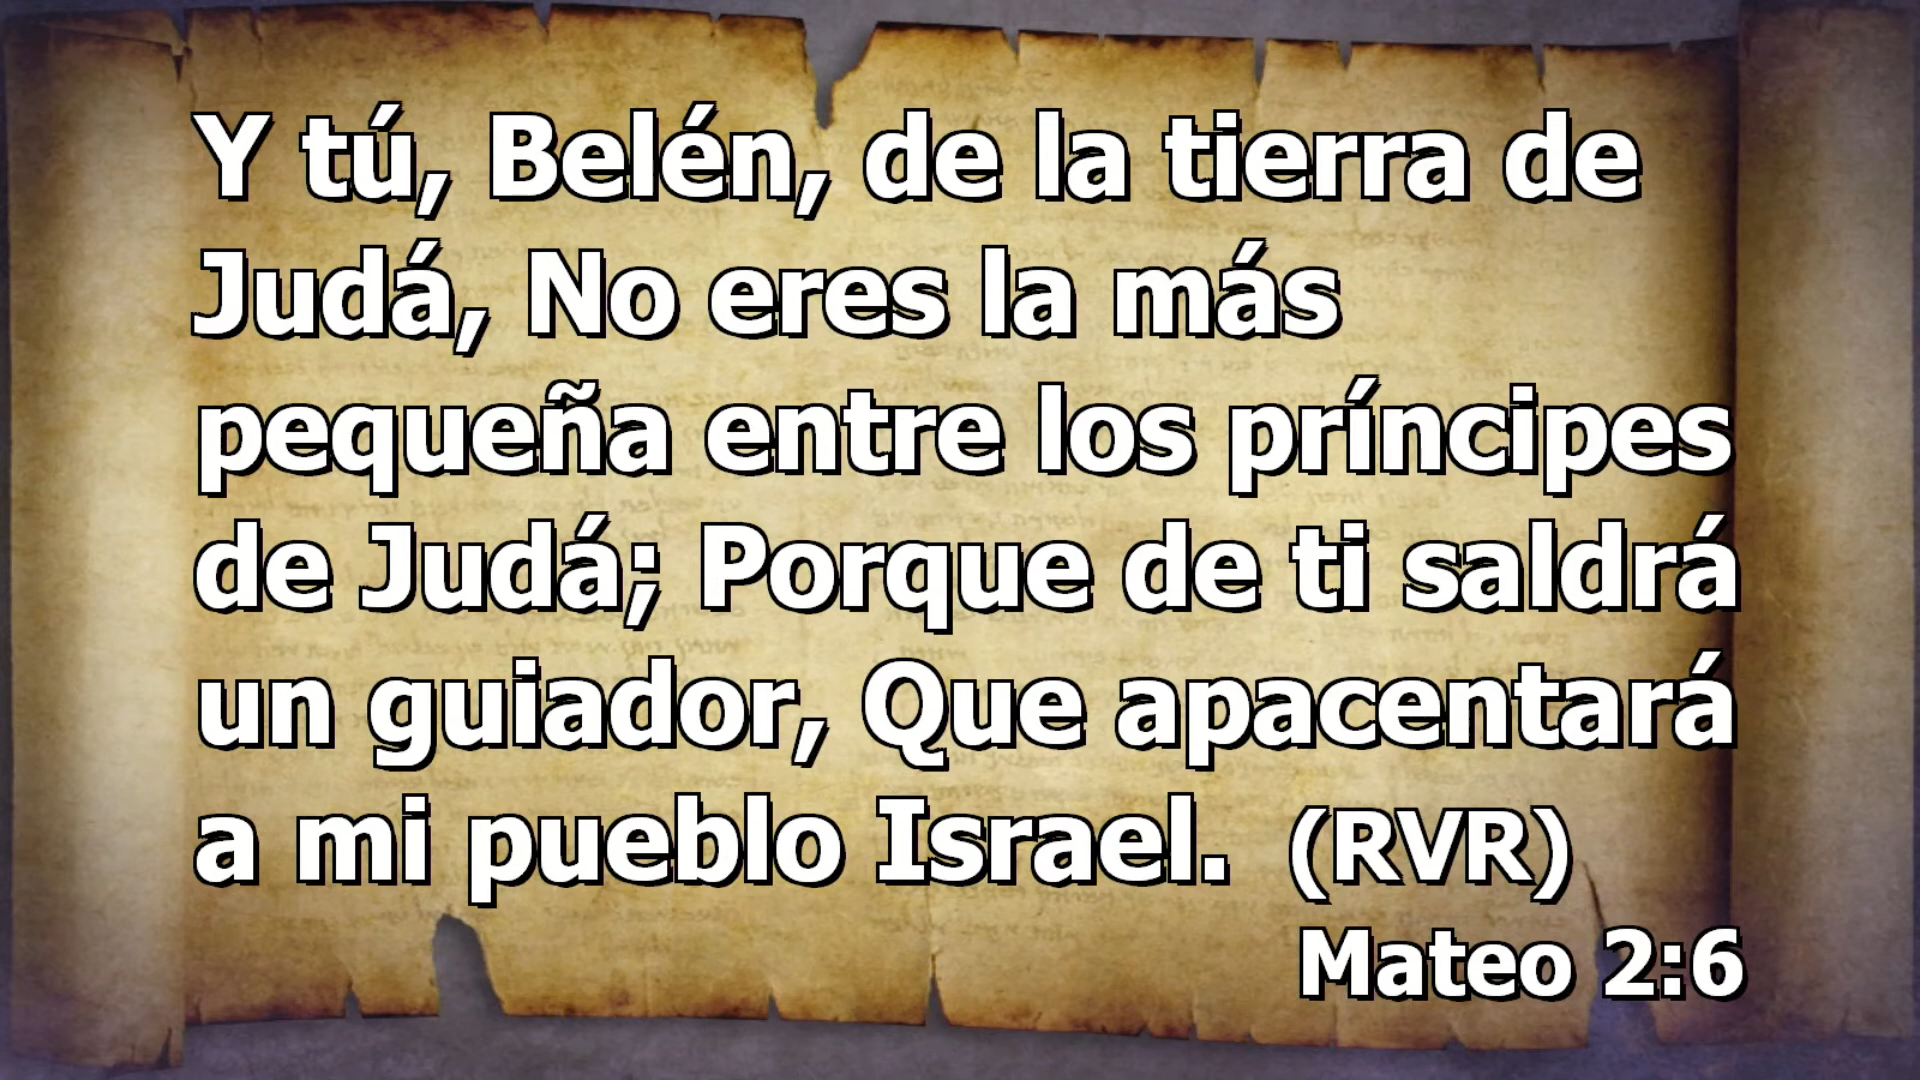 Y tú, Belén, de la tierra de
Judá, No eres la más
pequeña entre los príncipes
de Judá; Porque de ti saldrá
un guiador, Que apacentará
a mi pueblo Israel. (RVR)
Mateo 2:6